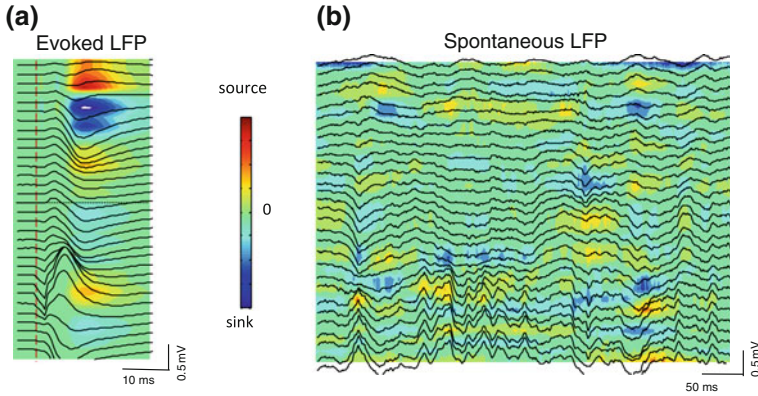 (a)
Evoked LFP
source
0
sink
10 ms
0.5mV
(b)
Spontaneous LFP
50 ms
0.5mV